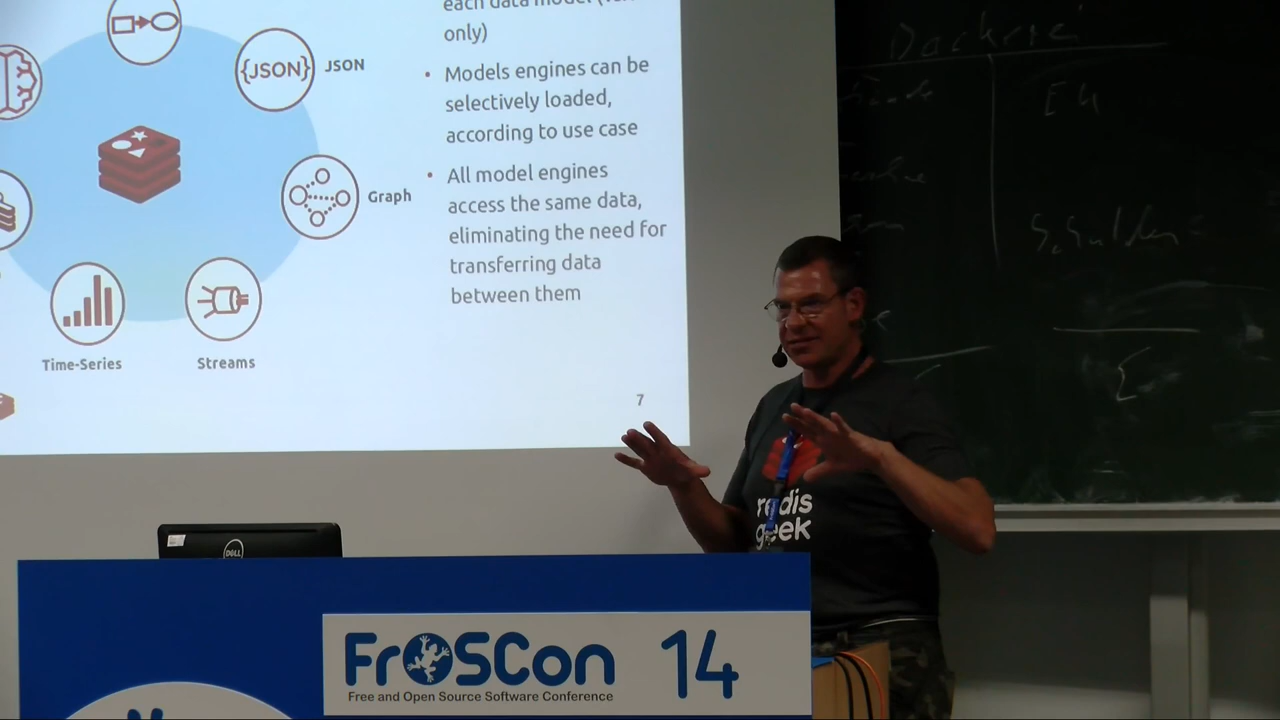 each data model
only)
{JSON}
JSON
• Models engines can be
selectively loaded,
according to use case
• All model engines
access the same data,
eliminating the need for
transferring data
between them
Graph
Time-Series
Streams
7
redis
geek
DELL
FrOSCon 14
Free and Open Source Software Conference